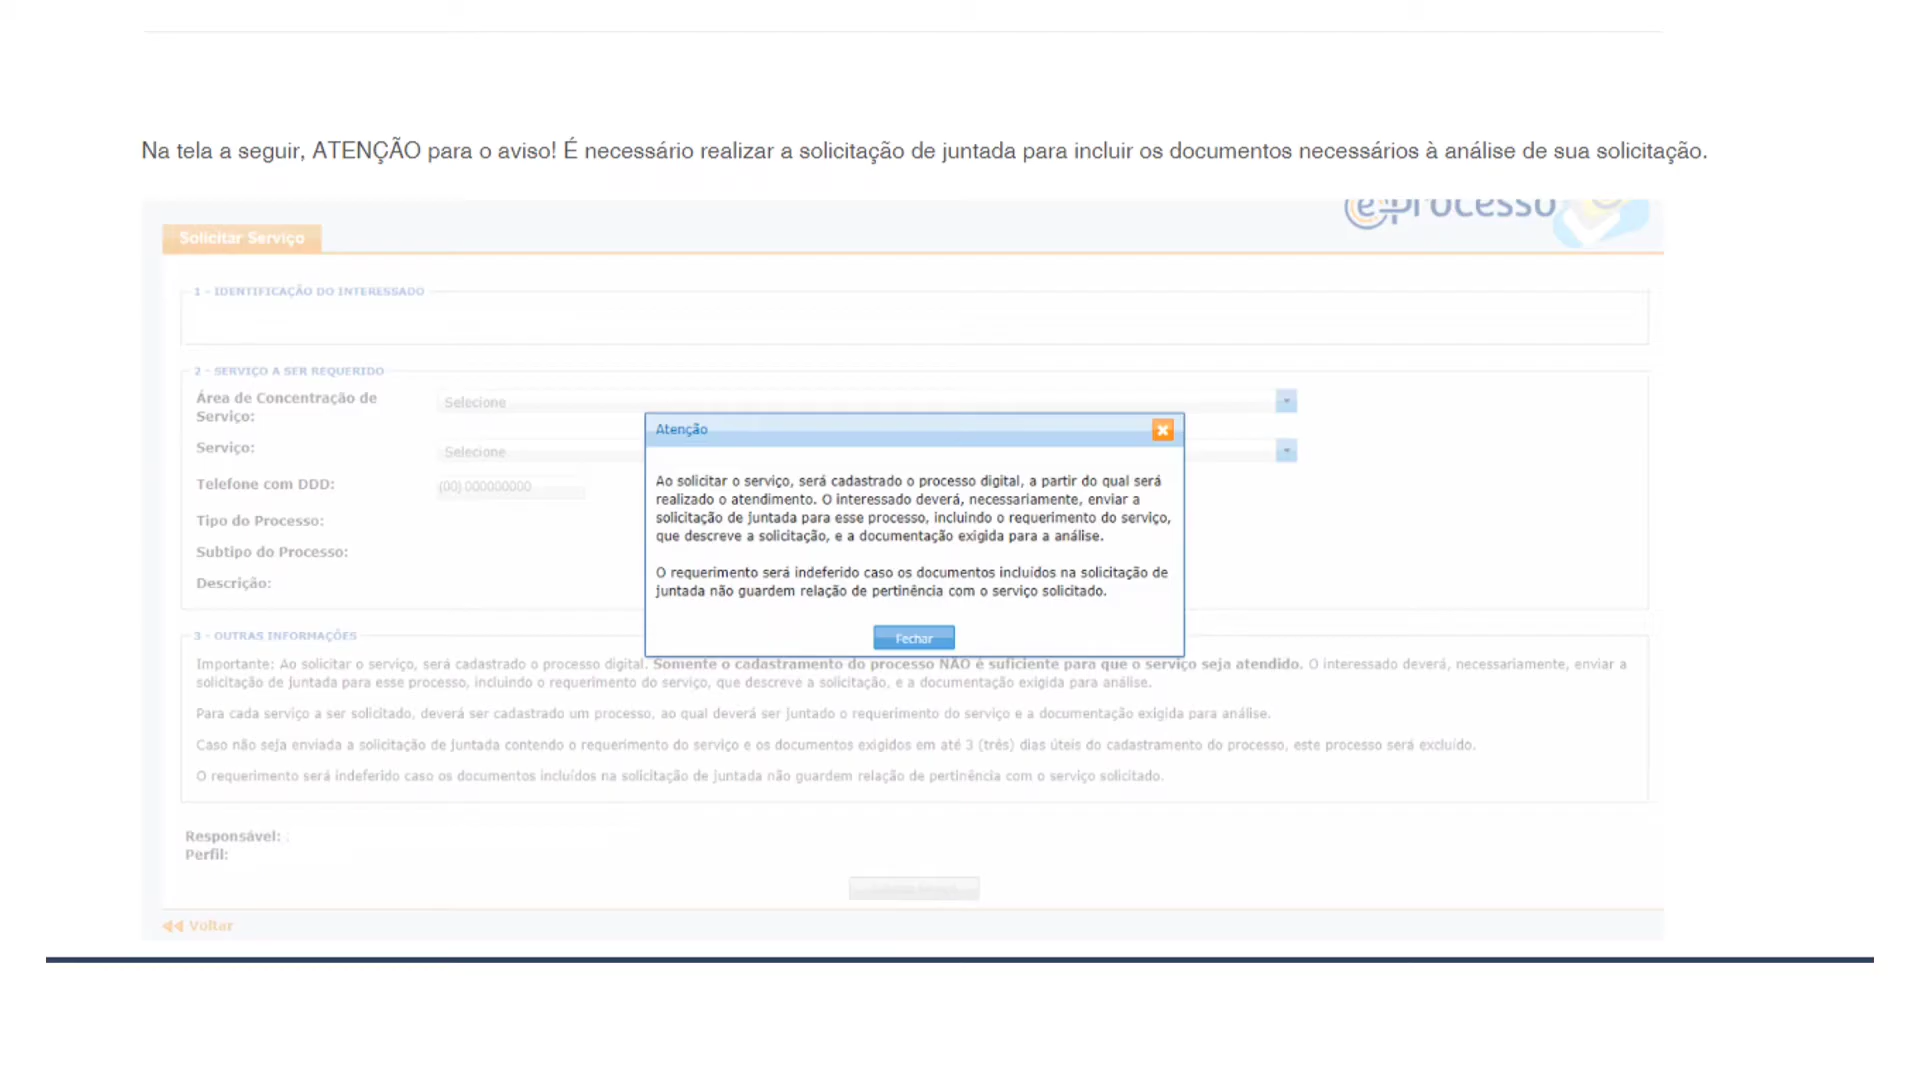 Na tela a seguir, ATENÇÃO para o aviso! É necessário realizar a solicitação de juntada para incluir os documentos necessários à análise de sua solicitação.
e-processo
Solicitar Serviço
1 - IDENTIFICAÇÃO DO INTERESSADO
2 - SERVIÇO A SER REQUERIDO
Área de Concentração de
Serviço:
Selecione
Serviço:
Selecione
Telefone com DDD:
(00) 000000000
Tipo do Processo:
Subtipo do Processo:
Descrição:
Atenção
Ao solicitar o serviço, será cadastrado o processo digital, a partir do qual será
realizado o atendimento. O interessado deverá, necessariamente, enviar a
solicitação de juntada para esse processo, incluindo o requerimento do serviço,
que descreve a solicitação, e a documentação exigida para a análise.
O requerimento será indeferido caso os documentos incluídos na solicitação de
juntada não guardem relação de pertinência com o serviço solicitado.
Fechar
3 - OUTRAS INFORMAÇÕES
Importante: Ao solicitar o serviço, será cadastrado o processo digital. Somente o cadastramento do processo NÃO é suficiente para que o serviço seja atendido. O interessado deverá, necessariamente, enviar a
solicitação de juntada para esse processo, incluindo o requerimento do serviço, que descreve a solicitação, e a documentação exigida para análise.
Para cada serviço a ser solicitado, deverá ser cadastrado um processo, ao qual deverá ser juntado o requerimento do serviço e a documentação exigida para análise.
Caso não seja enviada a solicitação de juntada contendo o requerimento do serviço e os documentos exigidos em até 3 (três) dias úteis do cadastramento do processo, este processo será excluído.
O requerimento será indeferido caso os documentos incluídos na solicitação de juntada não guardem relação de pertinência com o serviço solicitado.
Responsável:
Perfil:
Voltar